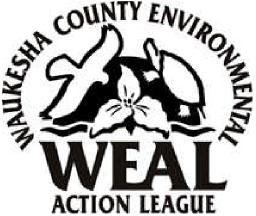 WAUKESHA COUNTY ENVIRONMENTAL
WEAL
ACTION LEAGUE